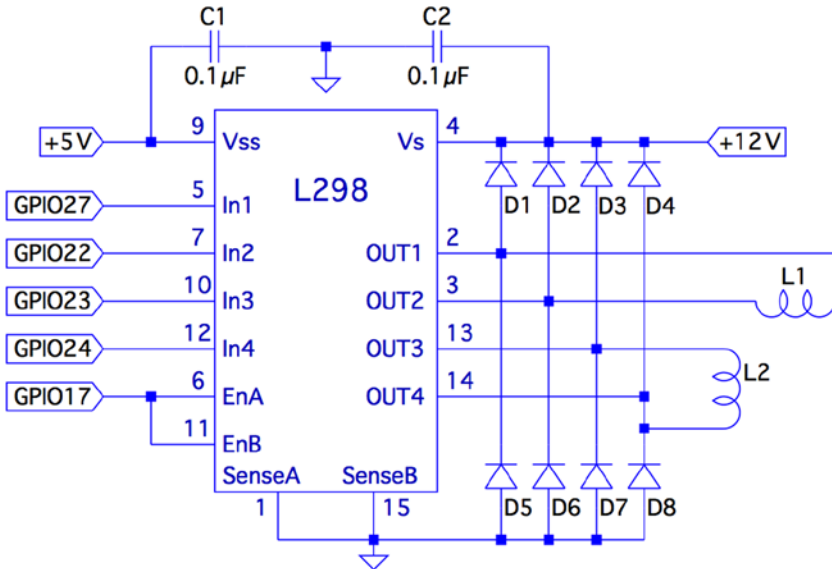 C1 C2
0.1µF 0.1µF
+5V 9 Vss Vs 4 +12V
L298
GPIO27 5 In1
D1 D2 D3 D4
GPIO22 7 In2 OUT1 2
GPIO23 10 In3 OUT2 3 L1
GPIO24 12 In4 OUT3 13
L2
GPIO17 6 EnA OUT4 14
11 EnB
SenseA SenseB
1 15 D5 D6 D7 D8